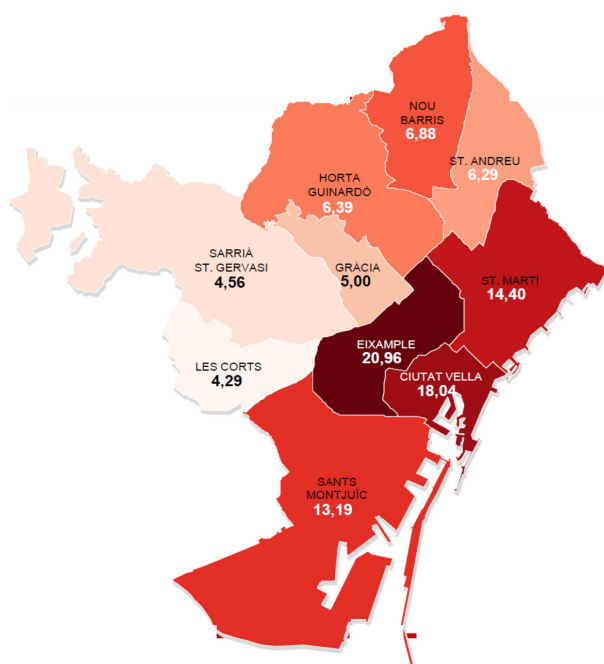 NOU
BARRIS
6,88
ST. ANDREU
6,29
HORTA
GUINARDÓ
6,39
SARRIÀ
ST. GERVASI
4,56
GRÀCIA
5,00
ST. MARTÍ
14,40
EIXAMPLE
20,96
CIUTAT VELLA
18,04
LES CORTS
4,29
SANTS
MONTJUÏC
13,19